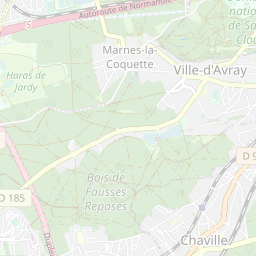 Autoroute de Normandie
Marnes-la-
Coquette
Ville-d'Avray
Haras de
Jardy
D 185
Bois de
Fausses
Reposes
Chaville